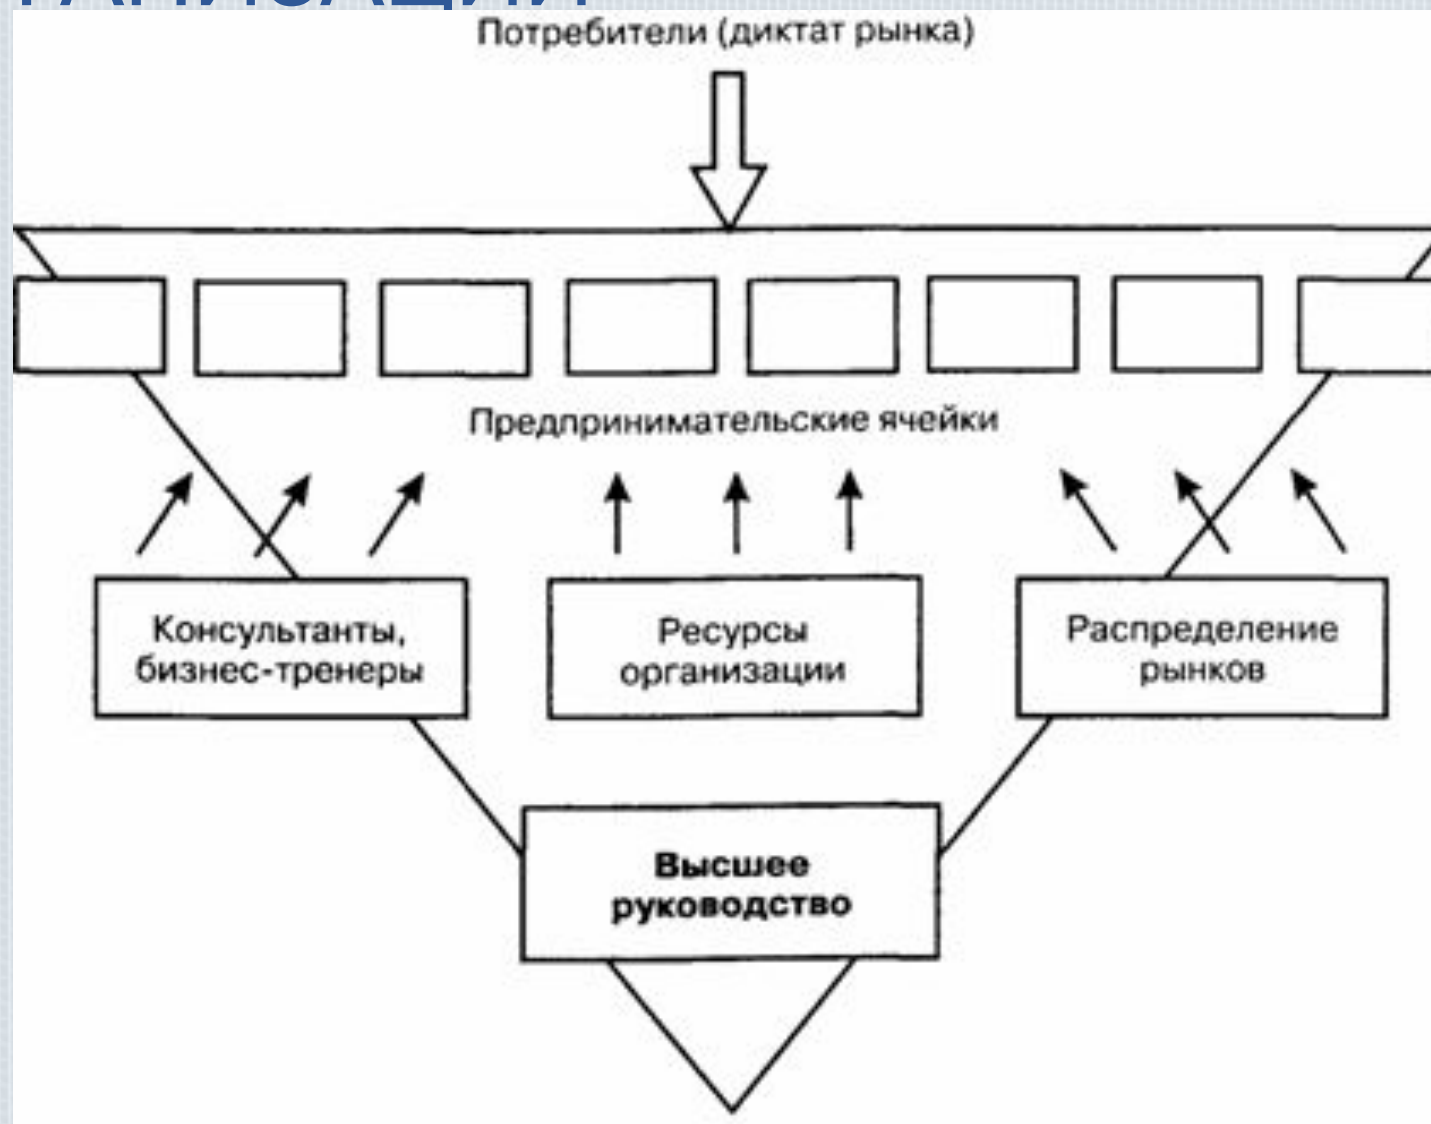 Потребители (диктат рынка)
Предпринимательские ячейки
Консультанты,
бизнес-тренеры
Ресурсы
организации
Распределение
рынков
Высшее
руководство